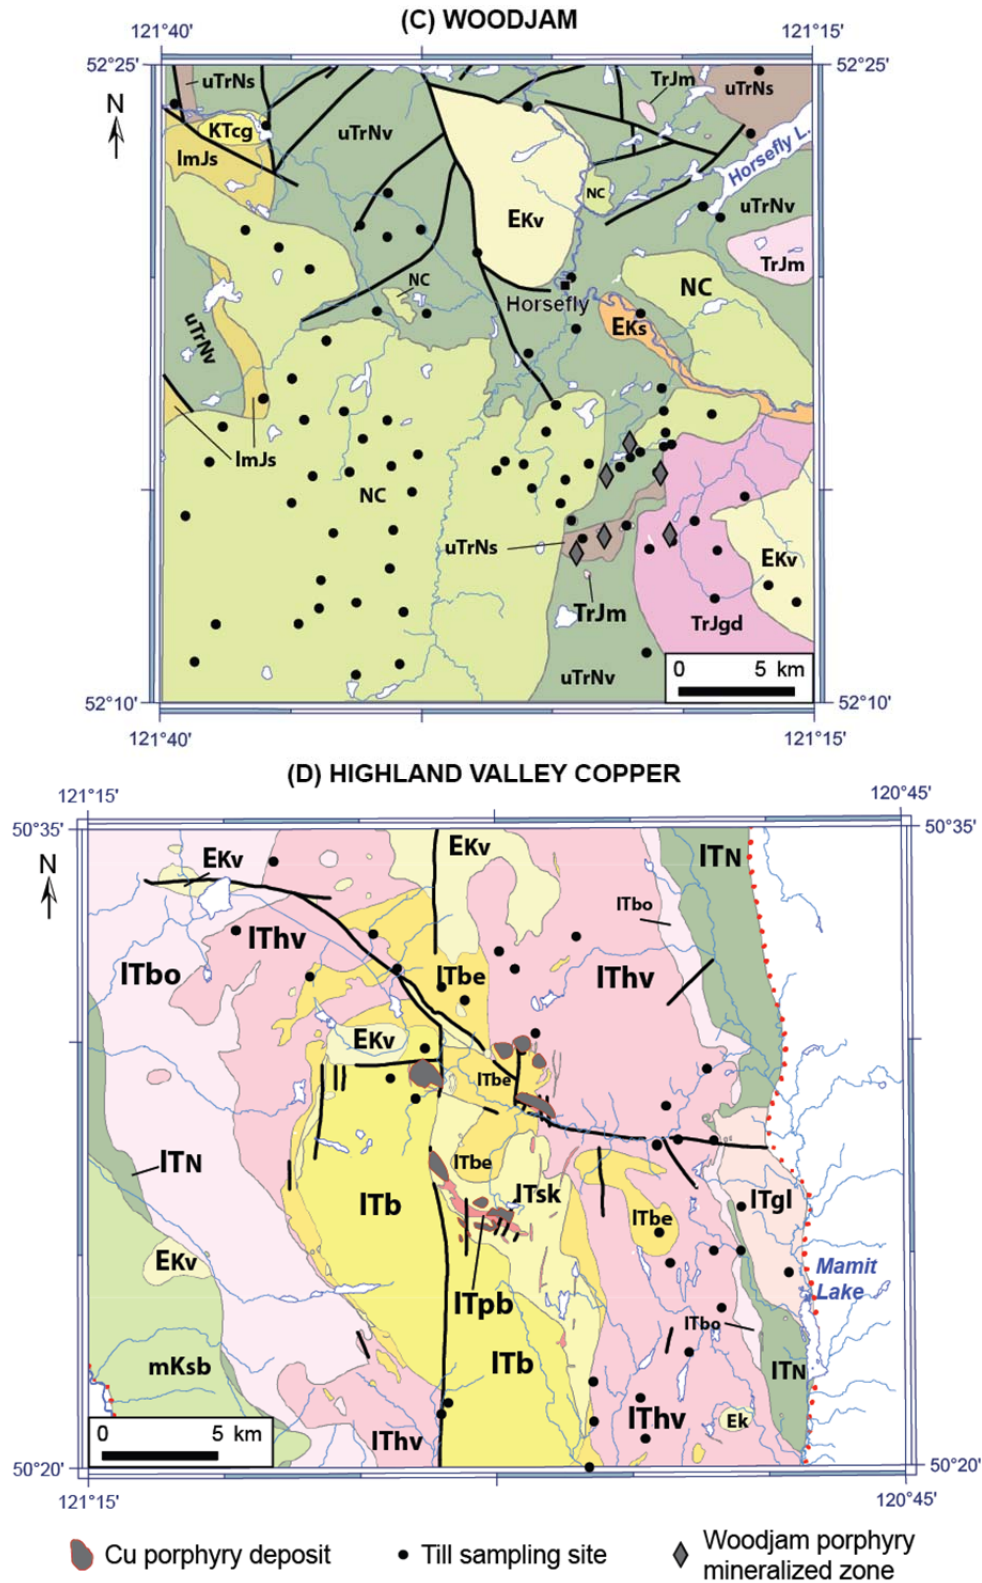 (C) WOODJAM
121°40'
121°15'
52°25'
52°25'
N
uTrNs
TrJm
uTrNs
KTcg
uTrNv
lmJs
Horsefly L.
NC
uTrNv
EKv
TrJm
NC
NC
Horsefly
EKs
uTrNv
lmJs
NC
uTrNs
EKv
TrJm
TrJgd
uTrNv
0 5 km
52°10'
52°10'
121°40'
121°15'
(D) HIGHLAND VALLEY COPPER
121°15'
120°45'
50°35'
50°35'
N
EKv
EKv
lTN
lTbo
lThv
lTbo
lTbe
lThv
EKv
lTbe
lTN
lTbe
lTsk
lTb
lTgl
lTbe
EKv
Mamit
Lake
lTpb
lTbo
mKsb
lTb
lTN
lThv
Ek
lThv
0 5 km
50°20'
50°20'
121°15'
120°45'
Cu porphyry deposit
Till sampling site
Woodjam porphyry
mineralized zone